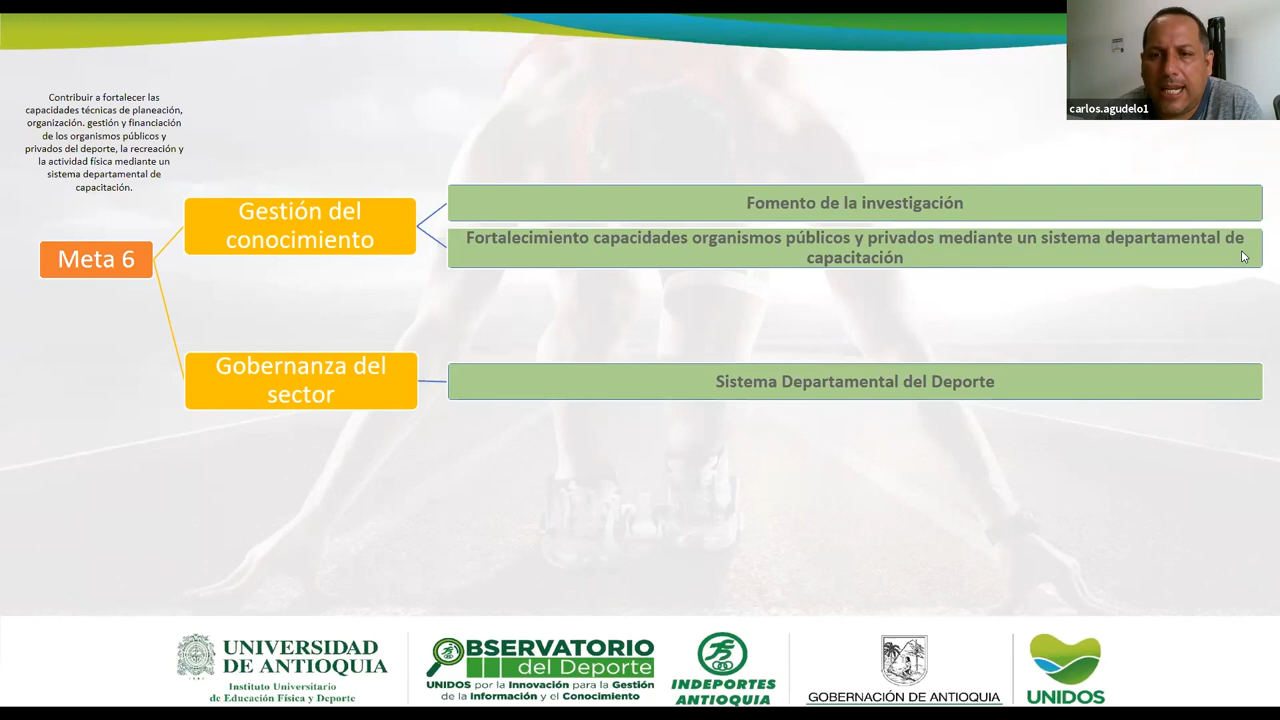 carlos.agudelo1
Contribuir a fortalecer las
capacidades técnicas de planeación,
organización. gestión y financiación
de los organismos públicos y
privados del deporte, la recreación y
la actividad física mediante un
sistema departamental de
capacitación.
Meta 6
Gestión del
conocimiento
Fomento de la investigación
Fortalecimiento capacidades organismos públicos y privados mediante un sistema departamental de
capacitación
Gobernanza del
sector
Sistema Departamental del Deporte
UNIVERSIDAD
DE ANTIOQUIA
Instituto Universitario
de Educación Física y Deporte
OBSERVATORIO
del Deporte
UNIDOS por la Innovación para la Gestión
de la Información y el Conocimiento
INDEPORTES
ANTIOQUIA
GOBERNACIÓN DE ANTIOQUIA
UNIDOS